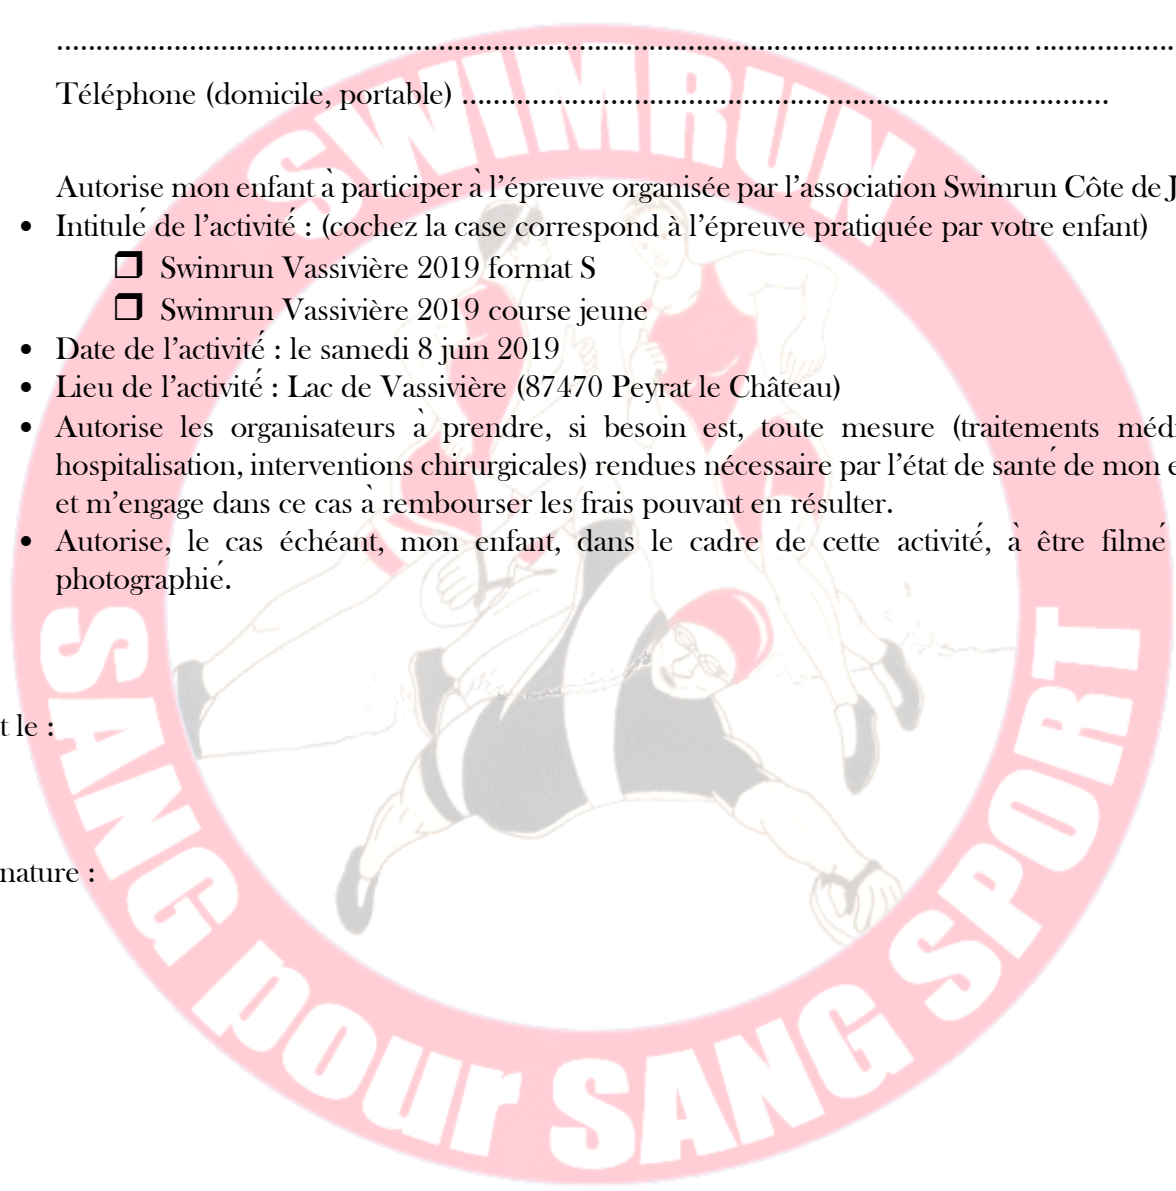 ........................................................................................................................................
Téléphone (domicile, portable) ...................................................................................
Autorise mon enfant à participer à l’épreuve organisée par l’association Swimrun Côte de J
• Intitulé de l’activité : (cochez la case correspond à l’épreuve pratiquée par votre enfant)
❒ Swimrun Vassivière 2019 format S
❒ Swimrun Vassivière 2019 course jeune
• Date de l’activité : le samedi 8 juin 2019
• Lieu de l’activité : Lac de Vassivière (87470 Peyrat le Château)
• Autorise les organisateurs à prendre, si besoin est, toute mesure (traitements médi
hospitalisation, interventions chirurgicales) rendues nécessaire par l’état de santé de mon e
et m’engage dans ce cas à rembourser les frais pouvant en résulter.
• Autorise, le cas échéant, mon enfant, dans le cadre de cette activité, à être filmé
photographié.
t le :
nature :
SWIMRUN
SANG pour SANG SPORT